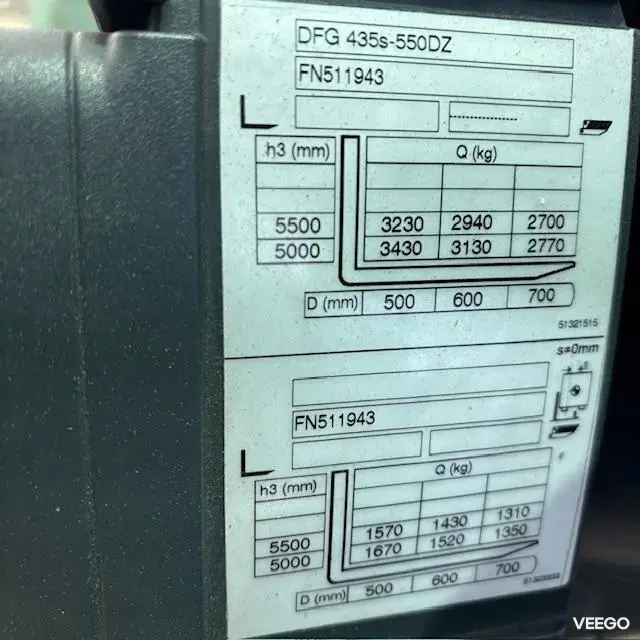 DFG 435s-550DZ
FN511943
h3 (mm) Q (kg)
5500 3230 2940 2700
5000 3430 3130 2770
D (mm) 500 600 700
51321515
s=0mm
FN511943
h3 (mm) Q (kg)
5500 1570 1430 1310
5000 1670 1520 1350
D (mm) 500 600 700
VEEGO